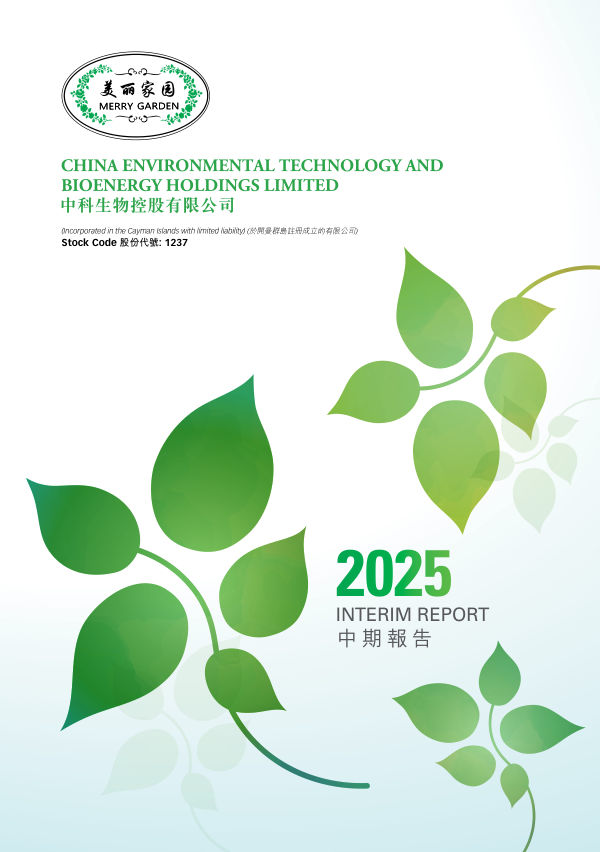 美丽家园
MERRY GARDEN
CHINA ENVIRONMENTAL TECHNOLOGY AND
BIOENERGY HOLDINGS LIMITED
中科生物控股有限公司
(Incorporated in the Cayman Islands with limited liability) (於開曼群島註冊成立的有限公司)
Stock Code 股份代號: 1237
2025
INTERIM REPORT
中期報告